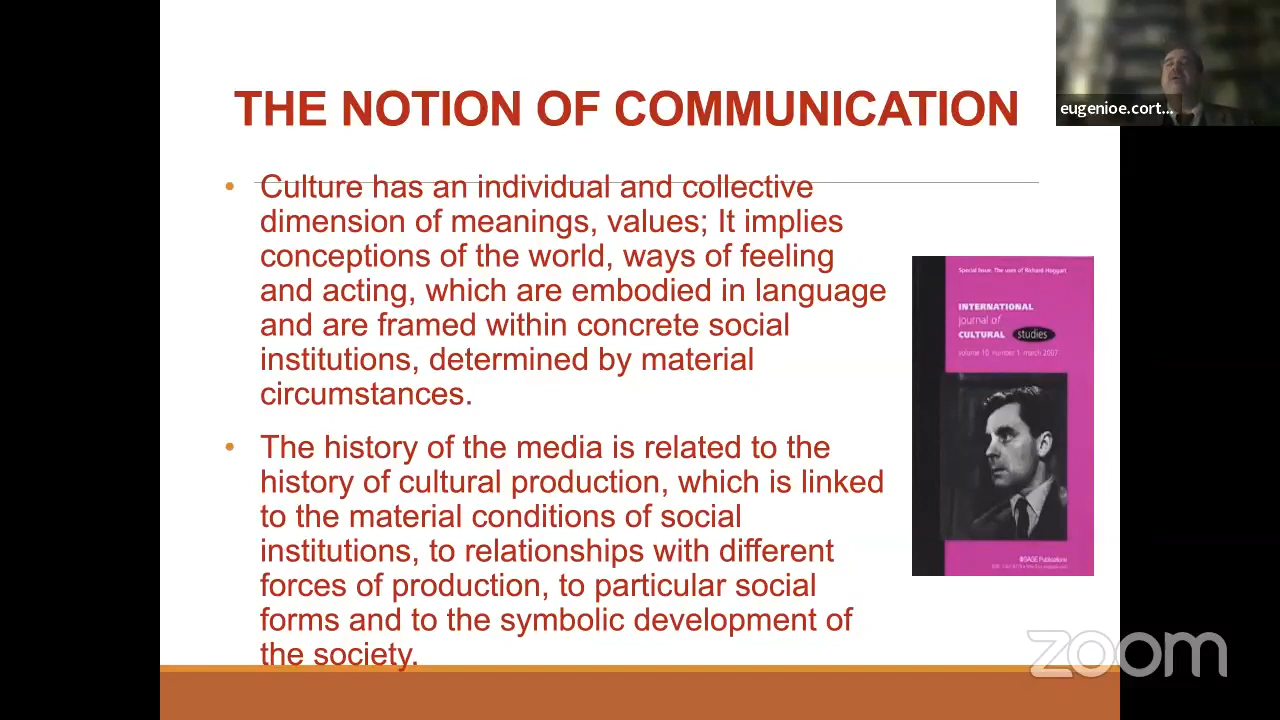 THE NOTION OF COMMUNICATION
eugenioe.cort...
• Culture has an individual and collective
dimension of meanings, values; It implies
conceptions of the world, ways of feeling
and acting, which are embodied in language
and are framed within concrete social
institutions, determined by material
circumstances.
• The history of the media is related to the
history of cultural production, which is linked
to the material conditions of social
institutions, to relationships with different
forces of production, to particular social
forms and to the symbolic development of
the society.
Special Issue: The uses of Richard Hoggart
INTERNATIONAL
journal of
CULTURAL studies
volume 10 number 1 march 2007
SAGE Publications
zoom